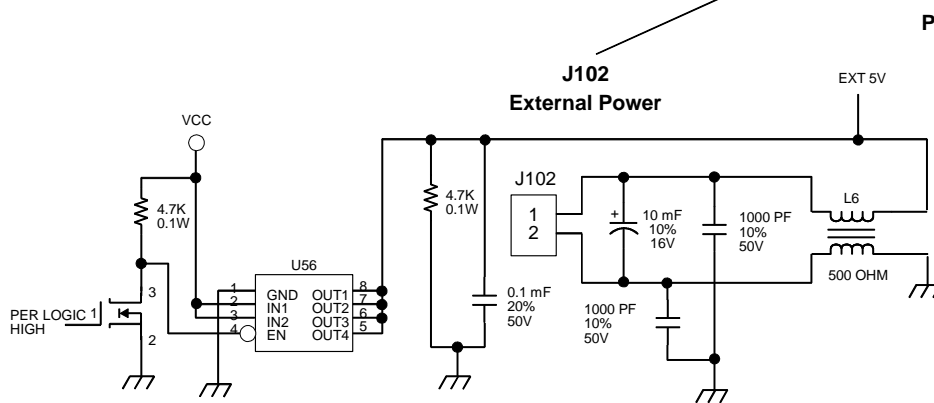 P
J102
External Power
EXT 5V
VCC
J102
L6
4.7K
0.1W
4.7K
0.1W
1
2
+
10 mF
10%
16V
1000 PF
10%
50V
U56
500 OHM
3
PER LOGIC 1
HIGH
2
1
2
3
4
GND OUT1
IN1 OUT2
IN2 OUT3
EN OUT4
8
7
6
5
0.1 mF
20%
50V
1000 PF
10%
50V